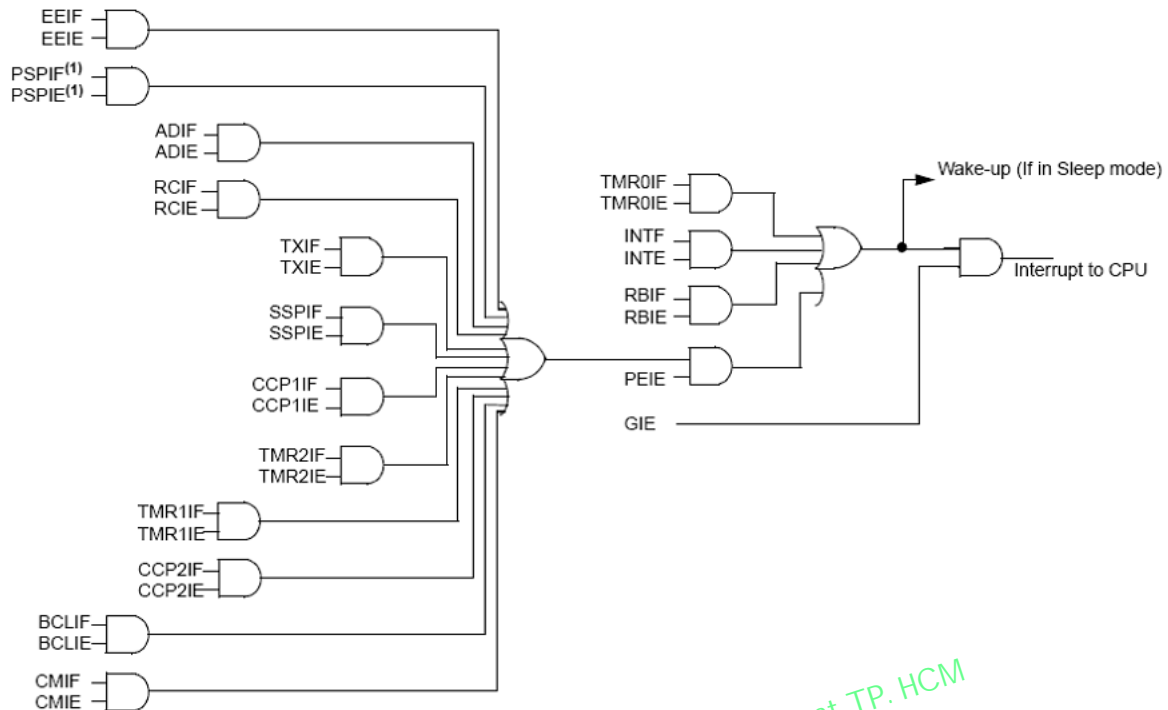 EEIF
EEIE
PSPIF(1)
PSPIE(1)
ADIF
ADIE
RCIF
RCIE
TXIF
TXIE
SSPIF
SSPIE
CCP1IF
CCP1IE
TMR2IF
TMR2IE
TMR1IF
TMR1IE
CCP2IF
CCP2IE
BCLIF
BCLIE
CMIF
CMIE
TMR0IF
TMR0IE
INTF
INTE
RBIF
RBIE
PEIE
GIE
Wake-up (If in Sleep mode)
Interrupt to CPU
TP. HCM